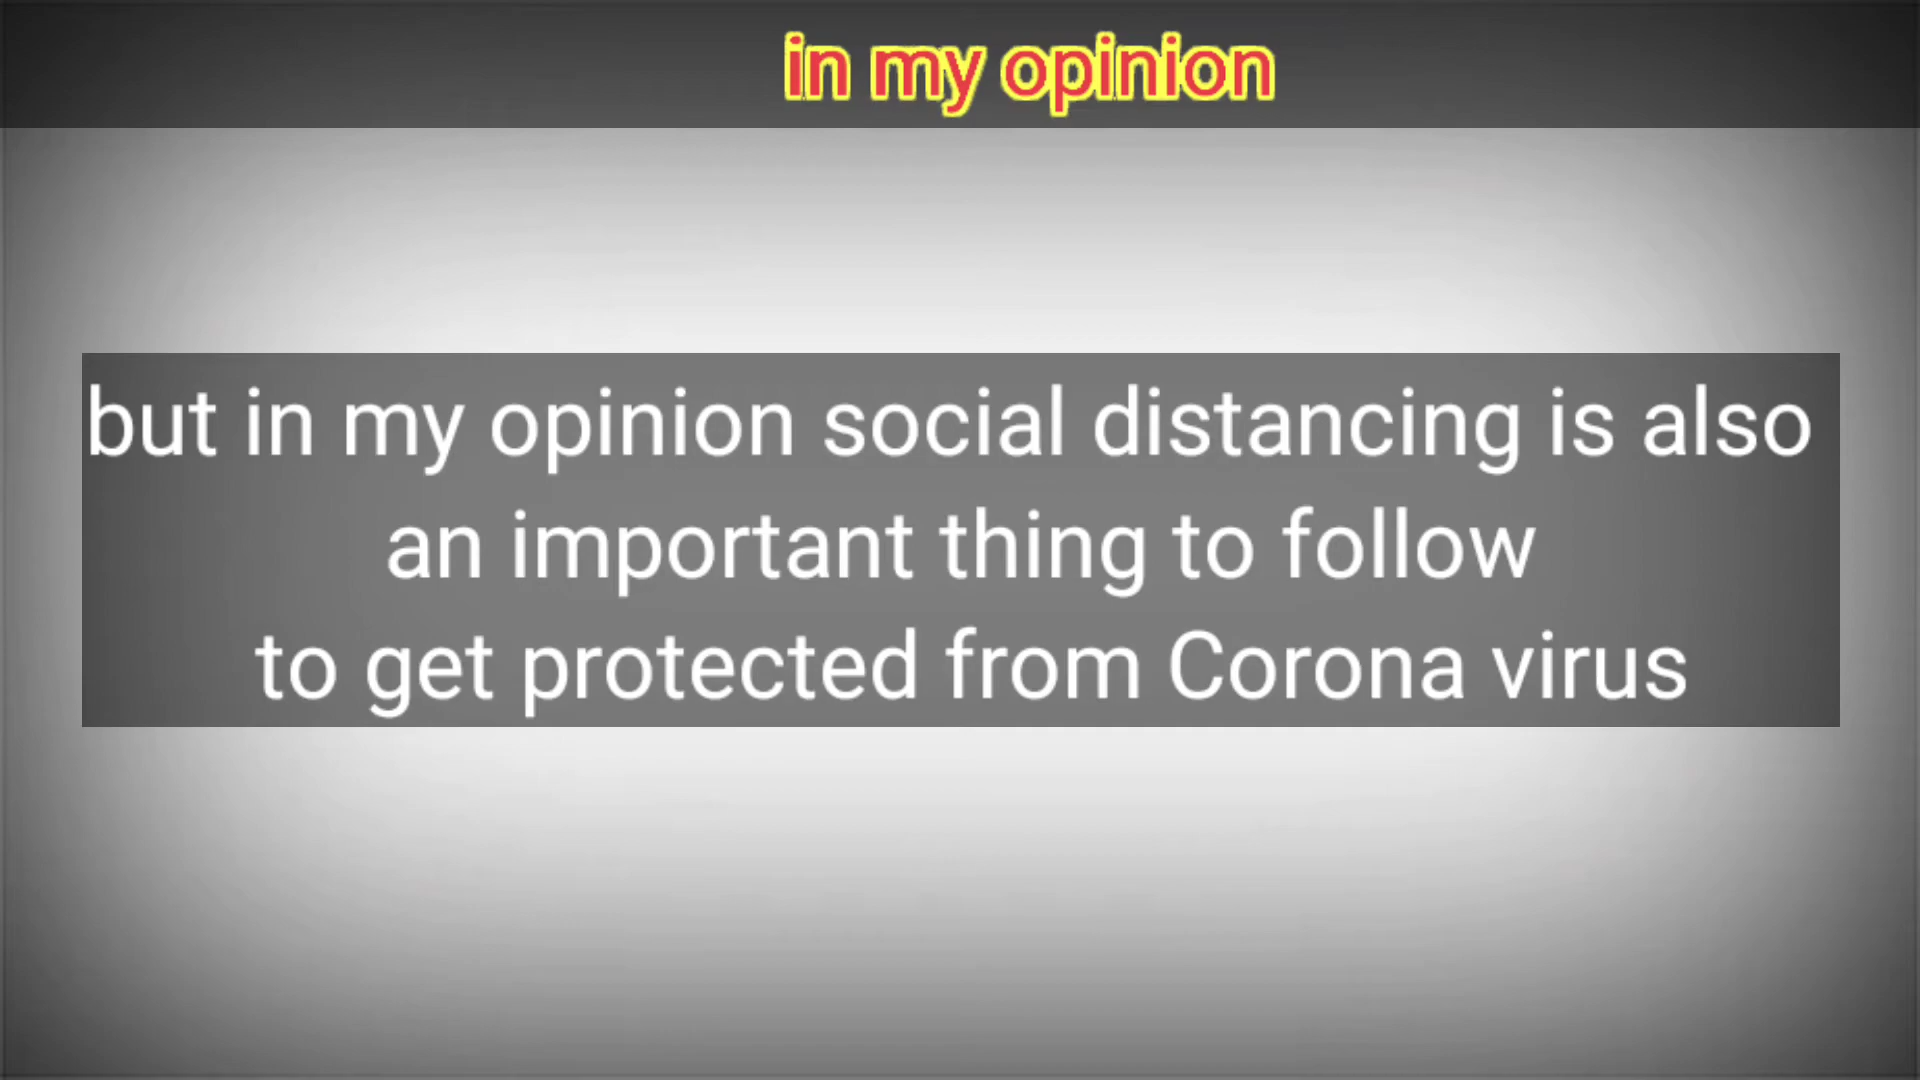 in my opinion
but in my opinion social distancing is also
an important thing to follow
to get protected from Corona virus